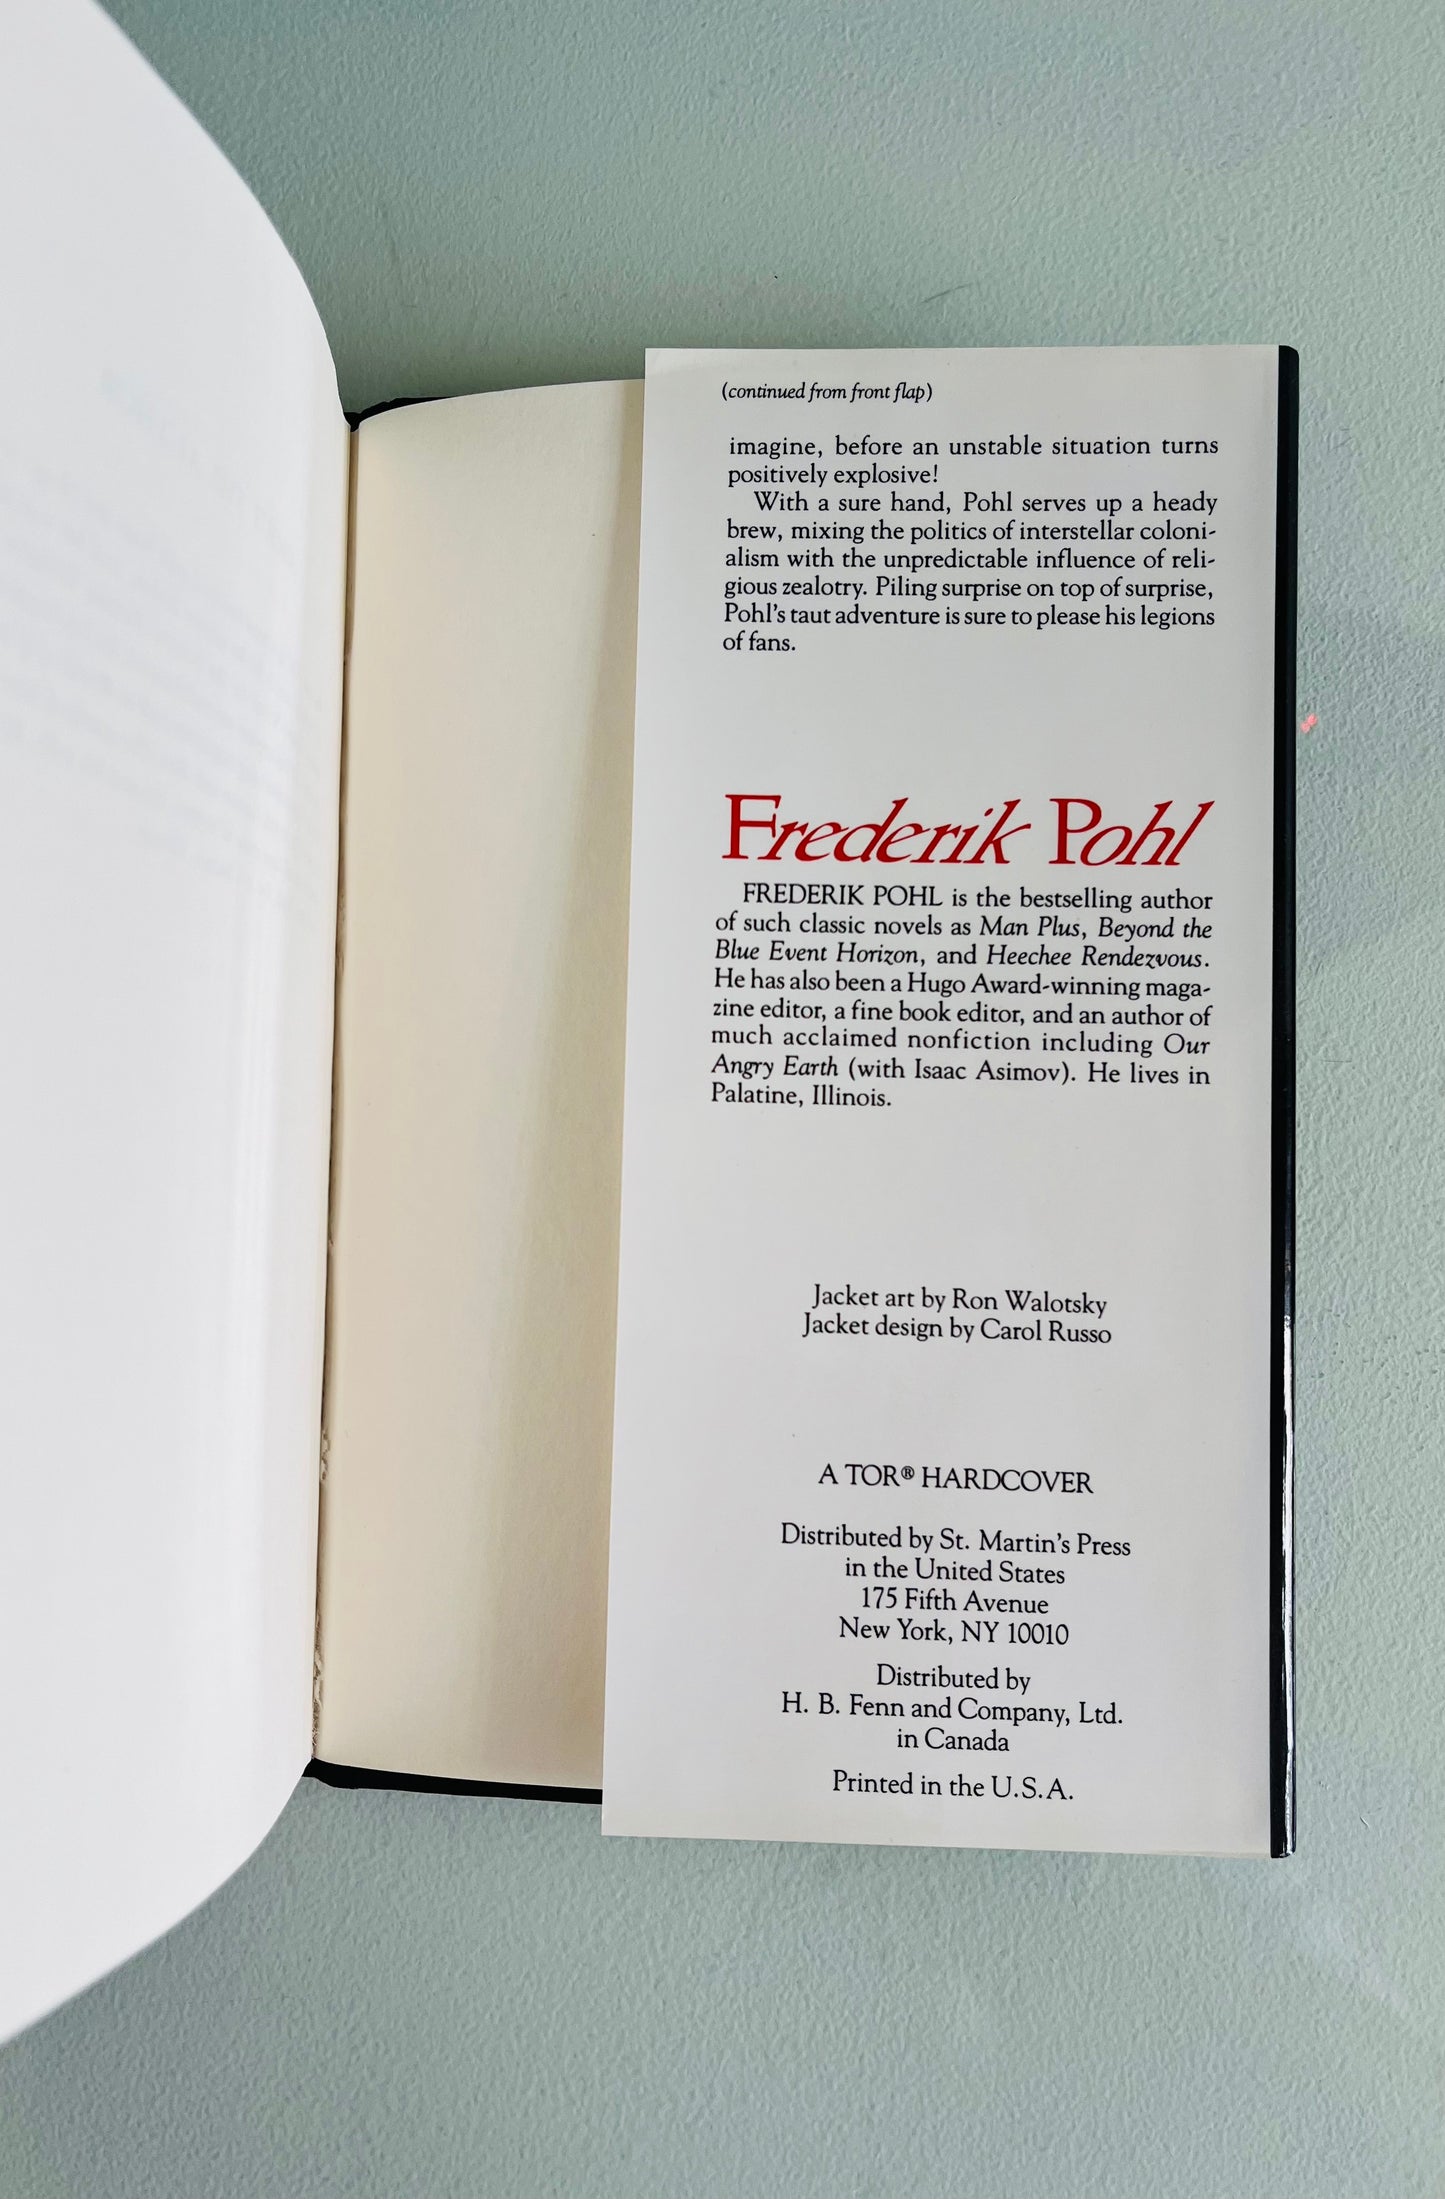 (continued from front flap)
imagine, before an unstable situation turns
positively explosive!
With a sure hand, Pohl serves up a heady
brew, mixing the politics of interstellar coloni-
alism with the unpredictable influence of reli-
gious zealotry. Piling surprise on top of surprise,
Pohl's taut adventure is sure to please his legions
of fans.
Frederik Pohl
FREDERIK POHL is the bestselling author
of such classic novels as Man Plus, Beyond the
Blue Event Horizon, and Heechee Rendezvous.
He has also been a Hugo Award-winning maga-
zine editor, a fine book editor, and an author of
much acclaimed nonfiction including Our
Angry Earth (with Isaac Asimov). He lives in
Palatine, Illinois.
Jacket art by Ron Walotsky
Jacket design by Carol Russo
A TOR® HARDCOVER
Distributed by St. Martin's Press
in the United States
175 Fifth Avenue
New York, NY 10010
Distributed by
H. B. Fenn and Company, Ltd.
in Canada
Printed in the U.S.A.